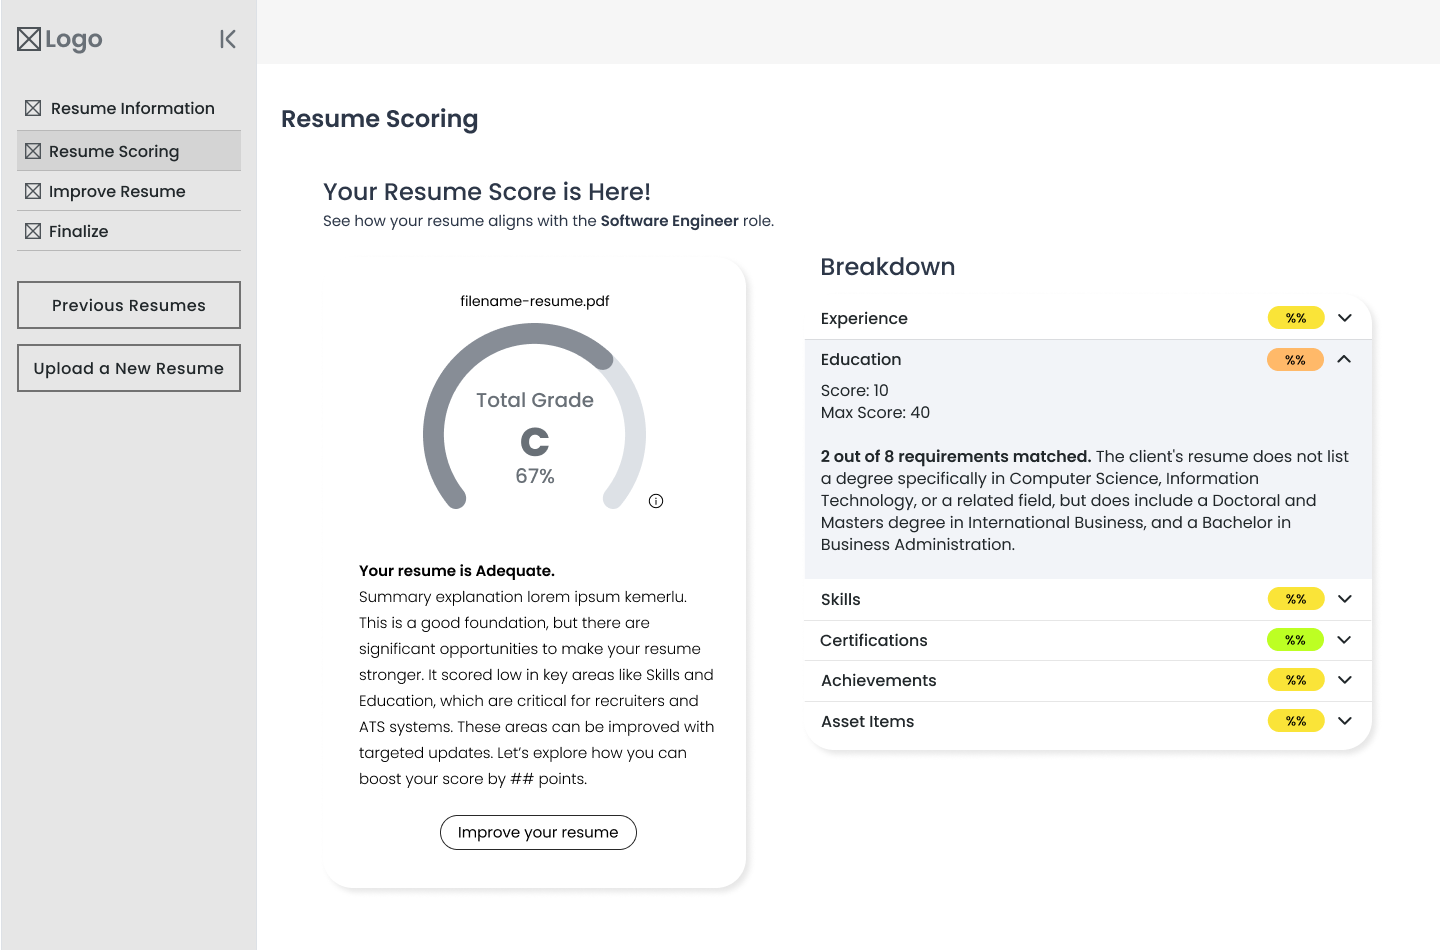 Logo
Resume Information
Resume Scoring
Improve Resume
Finalize
Previous Resumes
Upload a New Resume
Resume Scoring
Your Resume Score is Here!
See how your resume aligns with the Software Engineer role.
filename-resume.pdf
Total Grade
C
67%
Your resume is Adequate.
Summary explanation lorem ipsum kemerlu.
This is a good foundation, but there are
significant opportunities to make your resume
stronger. It scored low in key areas like Skills and
Education, which are critical for recruiters and
ATS systems. These areas can be improved with
targeted updates. Let’s explore how you can
boost your score by ## points.
Improve your resume
Breakdown
Experience %%
Education %%
Score: 10
Max Score: 40
2 out of 8 requirements matched. The client's resume does not list
a degree specifically in Computer Science, Information
Technology, or a related field, but does include a Doctoral and
Masters degree in International Business, and a Bachelor in
Business Administration.
Skills %%
Certifications %%
Achievements %%
Asset Items %%